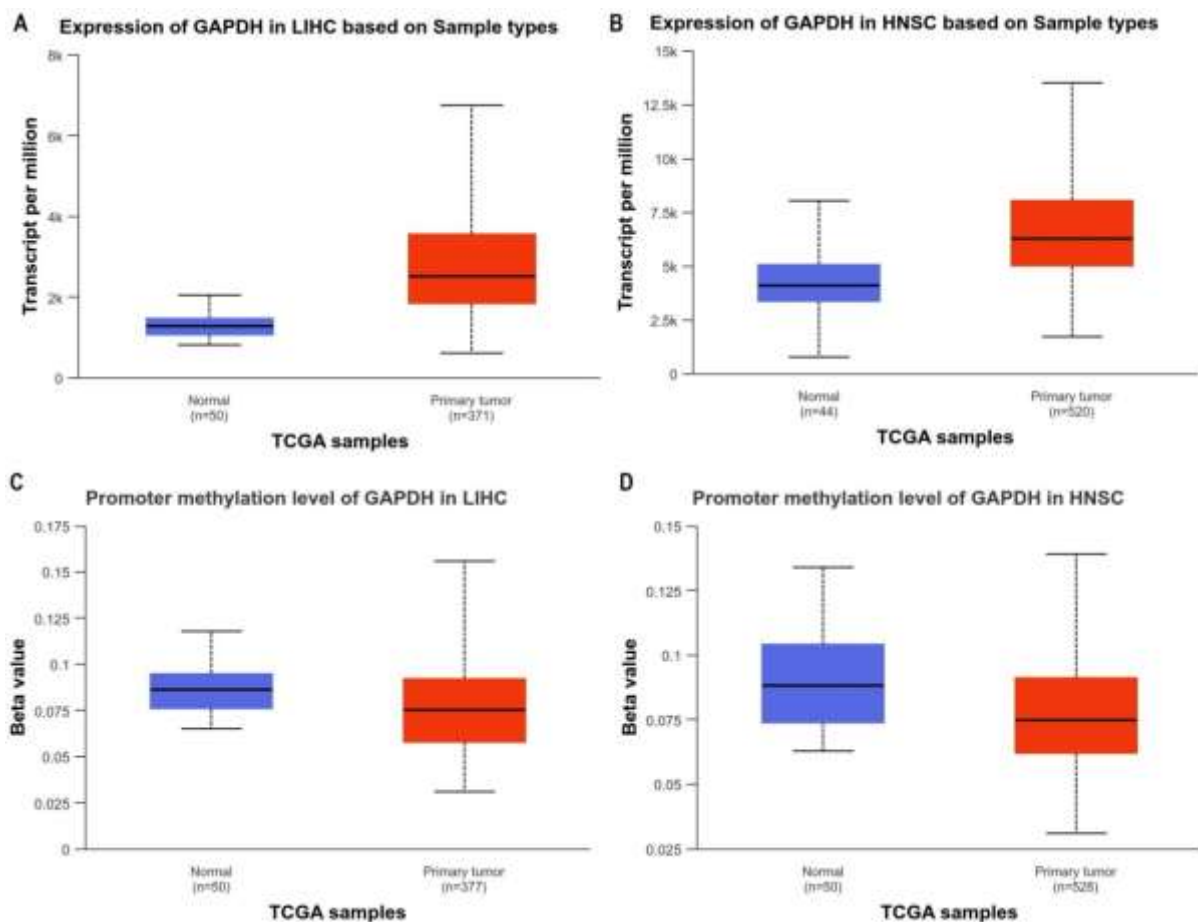 A Expression of GAPDH in LIHC based on Sample types
8k
6k
4k
2k
0
Transcript per million
Normal
(n=50)
Primary tumor
(n=371)
TCGA samples
B Expression of GAPDH in HNSC based on Sample types
15k
12.5k
10k
7.5k
5k
2.5k
0
Transcript per million
Normal
(n=44)
Primary tumor
(n=520)
TCGA samples
C Promoter methylation level of GAPDH in LIHC
0.175
0.15
0.125
0.1
0.075
0.05
0.025
0
Beta value
Normal
(n=50)
Primary tumor
(n=377)
TCGA samples
D Promoter methylation level of GAPDH in HNSC
0.15
0.125
0.1
0.075
0.05
0.025
Beta value
Normal
(n=50)
Primary tumor
(n=528)
TCGA samples